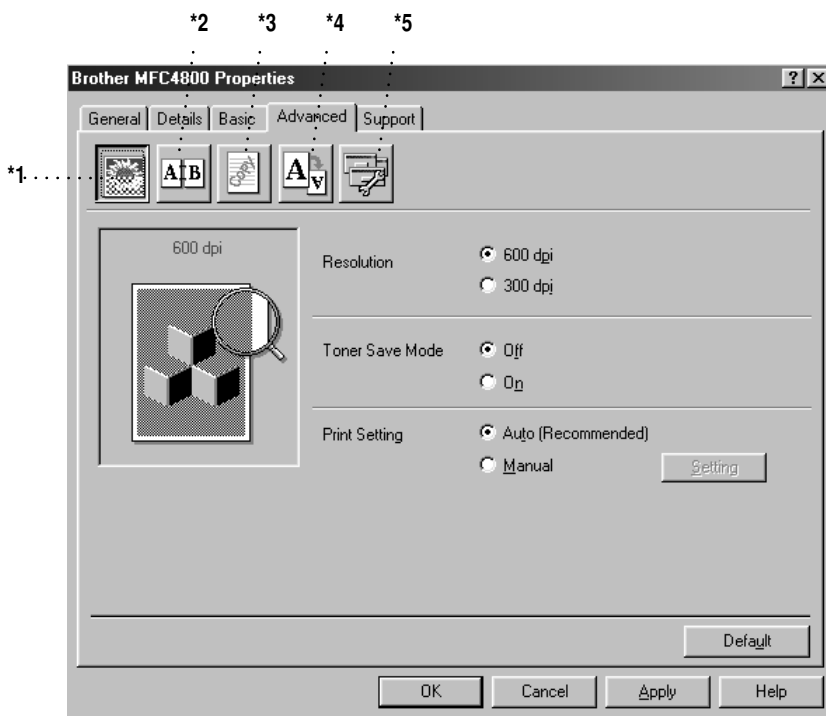 *2 *3 *4 *5
Brother MFC4800 Properties
General Details Basic Advanced Support
*1
A B
COPY
A A
600 dpi
Resolution
600 dpi
300 dpi
Toner Save Mode
Off
On
Print Setting
Auto (Recommended)
Manual
Setting
Default
OK Cancel Apply Help